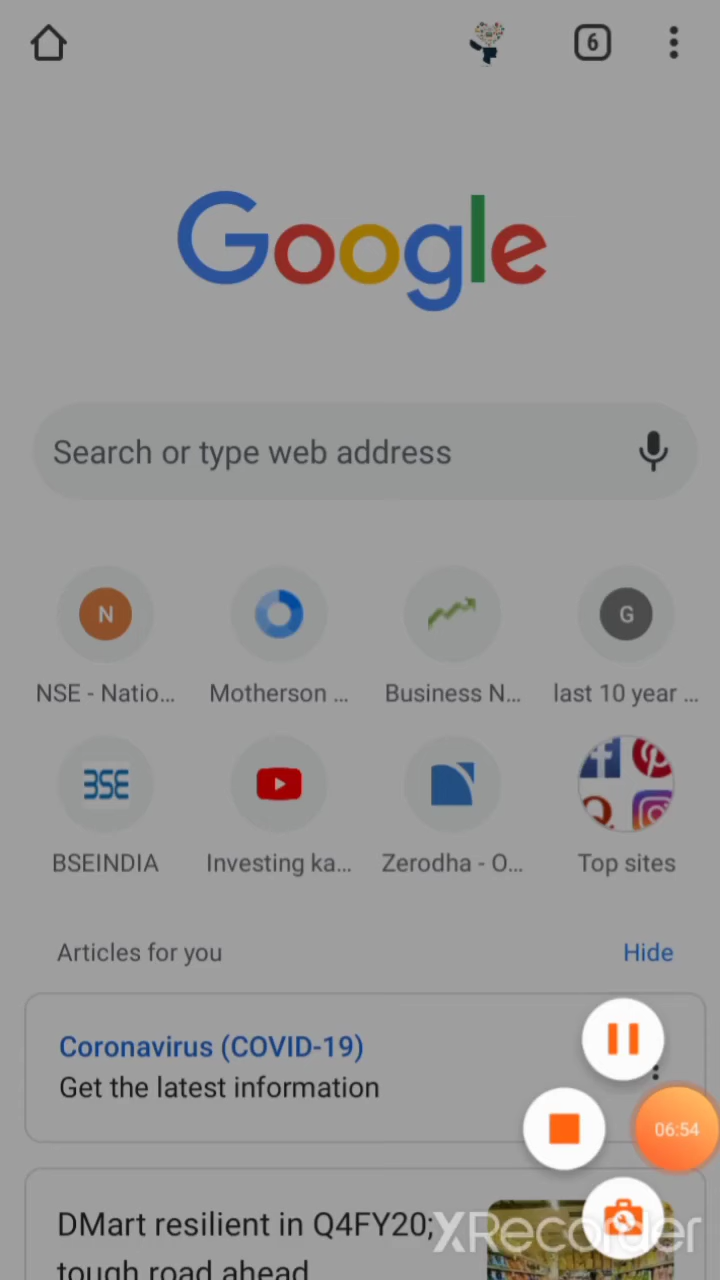 6
Google
Search or type web address
N
G
NSE - Natio...
Motherson ...
Business N...
last 10 year ...
BSE
BSEINDIA
Investing ka...
Zerodha - O...
Top sites
Articles for you
Hide
Coronavirus (COVID-19)
Get the latest information
06:54
DMart resilient in Q4FY20;
tough road ahead
XRecorder